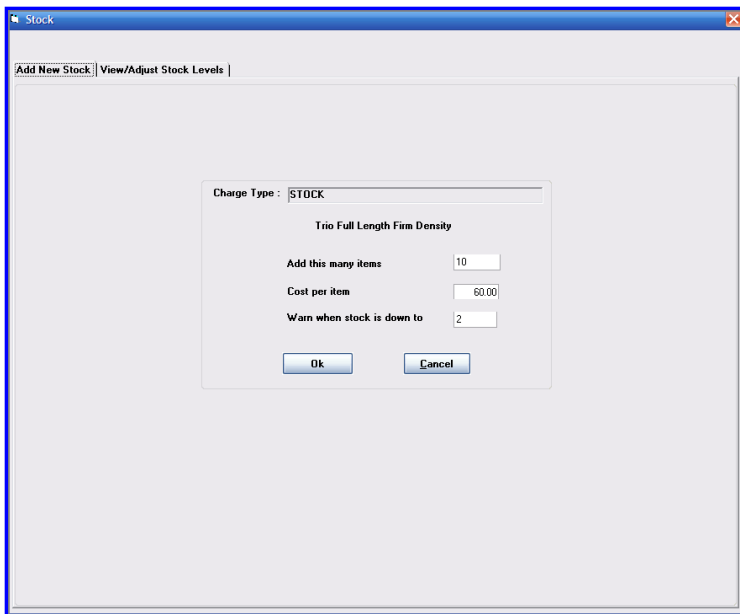 Stock
Add New Stock View/Adjust Stock Levels
Charge Type : STOCK
Trio Full Length Firm Density
Add this many items 10
Cost per item 60.00
Warn when stock is down to 2
Ok Cancel